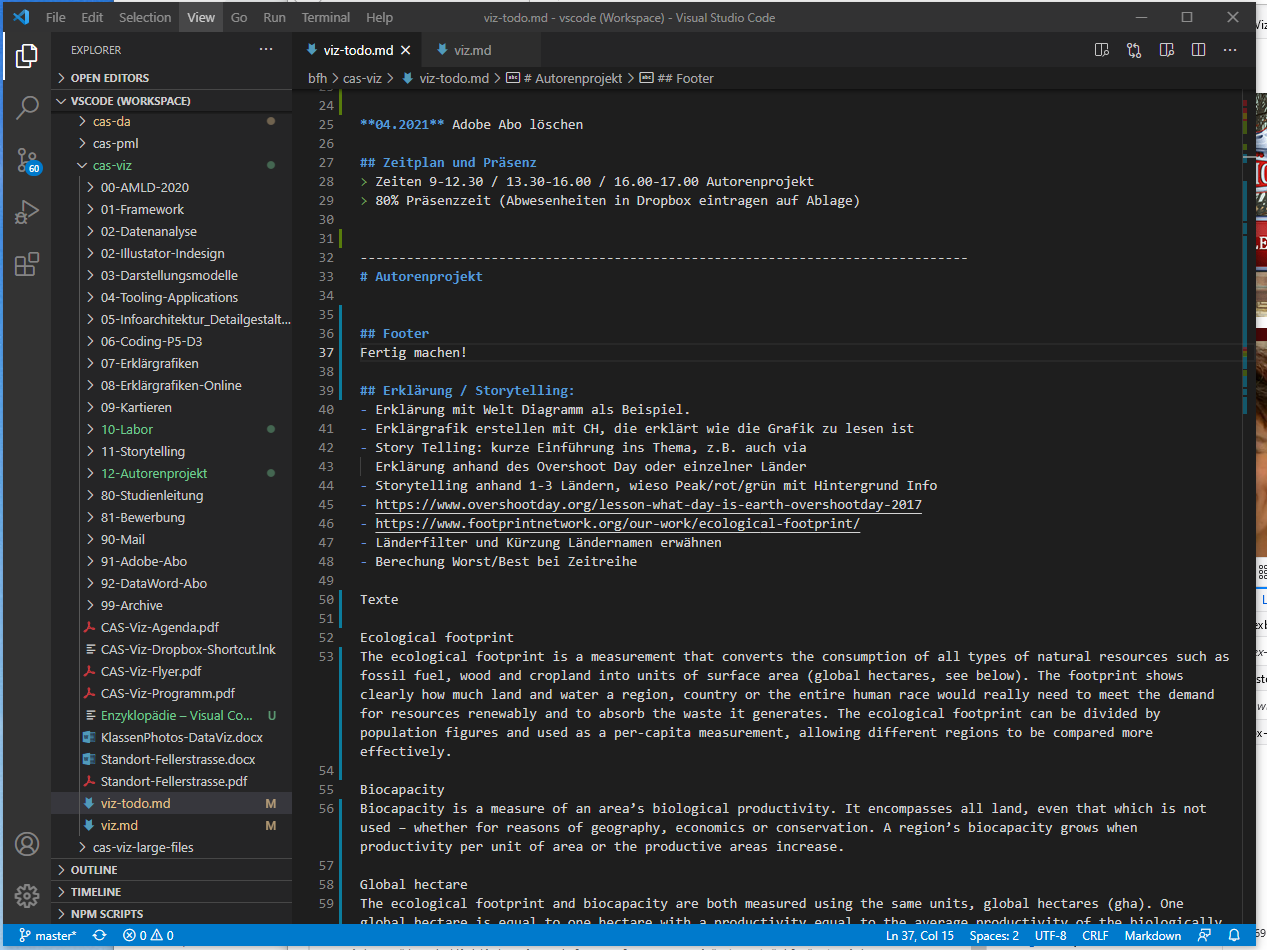 File Edit Selection View Go Run Terminal Help viz-todo.md - vscode (Workspace) - Visual Studio Code
EXPLORER
OPEN EDITORS
VSCODE (WORKSPACE)
cas-da
cas-pml
cas-viz
00-AMLD-2020
01-Framework
02-Datenanalyse
02-Illustator-Indesign
03-Darstellungsmodelle
04-Tooling-Applications
05-Infoarchitektur_Detailgestalt...
06-Coding-P5-D3
07-Erklärgrafiken
08-Erklärgrafiken-Online
09-Kartieren
10-Labor
11-Storytelling
12-Autorenprojekt
80-Studienleitung
81-Bewerbung
90-Mail
91-Adobe-Abo
92-DataWord-Abo
99-Archive
CAS-Viz-Agenda.pdf
CAS-Viz-Dropbox-Shortcut.lnk
CAS-Viz-Flyer.pdf
CAS-Viz-Programm.pdf
Enzyklopädie – Visual Co... U
KlassenPhotos-DataViz.docx
Standort-Fellerstrasse.docx
Standort-Fellerstrasse.pdf
viz-todo.md M
viz.md M
cas-viz-large-files
OUTLINE
TIMELINE
NPM SCRIPTS
60
viz-todo.md viz.md
bfh > cas-viz > viz-todo.md > # Autorenprojekt > ## Footer
24
25 **04.2021** Adobe Abo löschen
26
27 ## Zeitplan und Präsenz
28 > Zeiten 9-12.30 / 13.30-16.00 / 16.00-17.00 Autorenprojekt
29 > 80% Präsenzzeit (Abwesenheiten in Dropbox eintragen auf Ablage)
30
31
32 -------------------------------------------------------------------------------
33 # Autorenprojekt
34
35
36 ## Footer
37 Fertig machen!
38
39 ## Erklärung / Storytelling:
40 - Erklärung mit Welt Diagramm als Beispiel.
41 - Erklärgrafik erstellen mit CH, die erklärt wie die Grafik zu lesen ist
42 - Story Telling: kurze Einführung ins Thema, z.B. auch via
43 Erklärung anhand des Overshoot Day oder einzelner Länder
44 - Storytelling anhand 1-3 Ländern, wieso Peak/rot/grün mit Hintergrund Info
45 - https://www.overshootday.org/lesson-what-day-is-earth-overshootday-2017
46 - https://www.footprintnetwork.org/our-work/ecological-footprint/
47 - Länderfilter und Kürzung Ländernamen erwähnen
48 - Berechung Worst/Best bei Zeitreihe
49
50 Texte
51
52 Ecological footprint
53 The ecological footprint is a measurement that converts the consumption of all types of natural resources such as
fossil fuel, wood and cropland into units of surface area (global hectares, see below). The footprint shows
clearly how much land and water a region, country or the entire human race would really need to meet the demand
for resources renewably and to absorb the waste it generates. The ecological footprint can be divided by
population figures and used as a per-capita measurement, allowing different regions to be compared more
effectively.
54
55 Biocapacity
56 Biocapacity is a measure of an area’s biological productivity. It encompasses all land, even that which is not
used – whether for reasons of geography, economics or conservation. A region’s biocapacity grows when
productivity per unit of area or the productive areas increase.
57
58 Global hectare
59 The ecological footprint and biocapacity are both measured using the same units, global hectares (gha). One
global hectare is equal to one hectare with a productivity equal to the average productivity of the biologically
master* 0 0 Ln 37, Col 15 Spaces: 2 UTF-8 CRLF Markdown